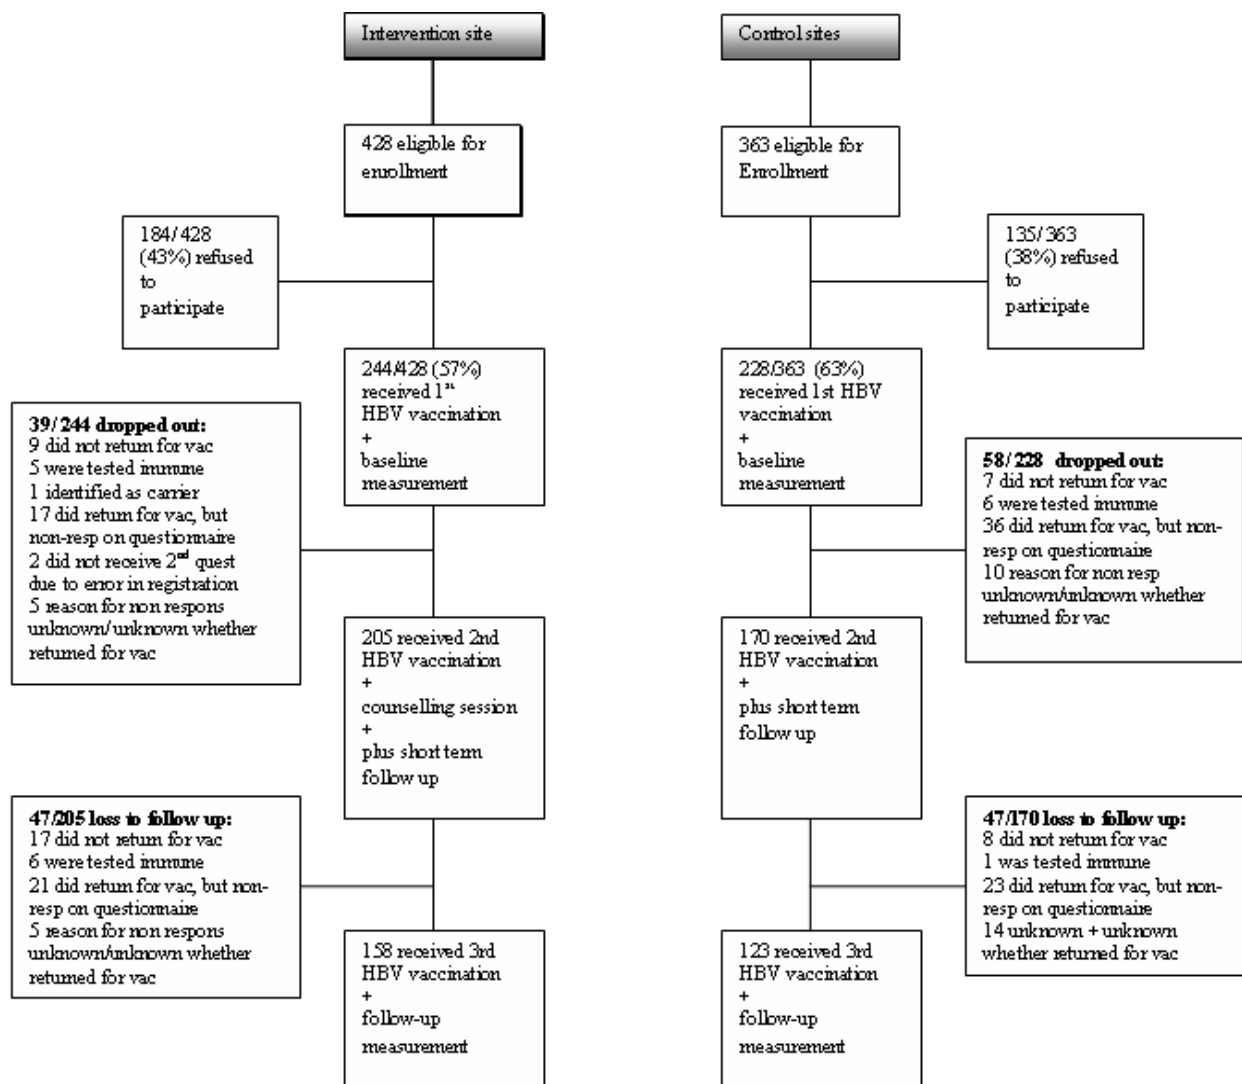 Intervention site
Control sites
428 eligible for
enrollment
363 eligible for
Enrollment
184/428
(43%) refused
to
participate
135/363
(38%) refused
to
participate
244/428 (57%)
received 1st
HBV vaccination
+
baseline
measurement
228/363 (63%)
received 1st HBV
vaccination
+
baseline
measurement
39/244 dropped out:
9 did not return for vac
5 were tested immune
1 identified as carrier
17 did return for vac, but
non-resp on questionnaire
2 did not receive 2nd quest
due to error in registration
5 reason for non respons
unknown/unknown whether
returned for vac
58/228 dropped out:
7 did not return for vac
6 were tested immune
36 did return for vac, but non-
resp on questionnaire
10 reason for non resp
unknown/unknown whether
returned for vac
205 received 2nd
HBV vaccination
+
counselling session
+
plus short term
follow up
170 received 2nd
HBV vaccination
+
plus short term
follow up
47/205 loss to follow up:
17 did not return for vac
6 were tested immune
21 did return for vac, but non-
resp on questionnaire
5 reason for non respons
unknown/unknown whether
returned for vac
47/170 loss to follow up:
8 did not return for vac
1 was tested immune
23 did return for vac, but non-
resp on questionnaire
14 unknown + unknown
whether returned for vac
158 received 3rd
HBV vaccination
+
follow-up
measurement
123 received 3rd
HBV vaccination
+
follow-up
measurement